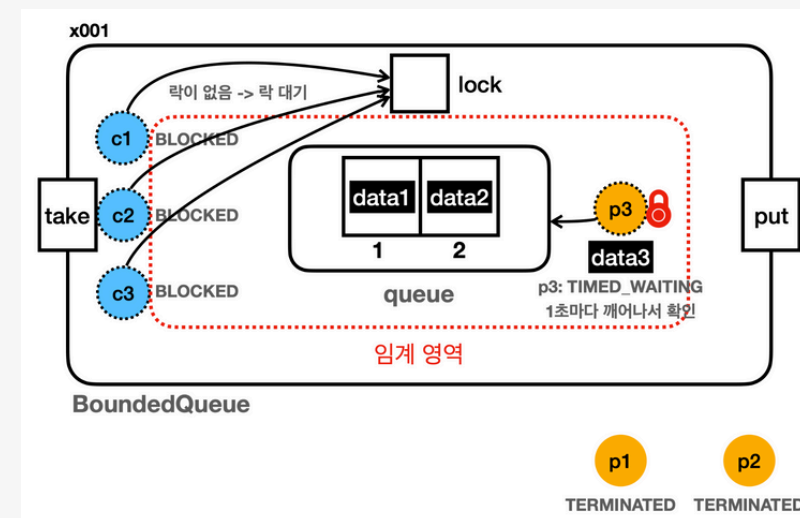 x001
lock
락이 없음 -> 락 대기
c1 BLOCKED
take
c2 BLOCKED
c3 BLOCKED
data1 data2
1 2
queue
p3
data3
p3: TIMED_WAITING
1초마다 깨어나서 확인
put
임계 영역
BoundedQueue
p1 p2
TERMINATED TERMINATED